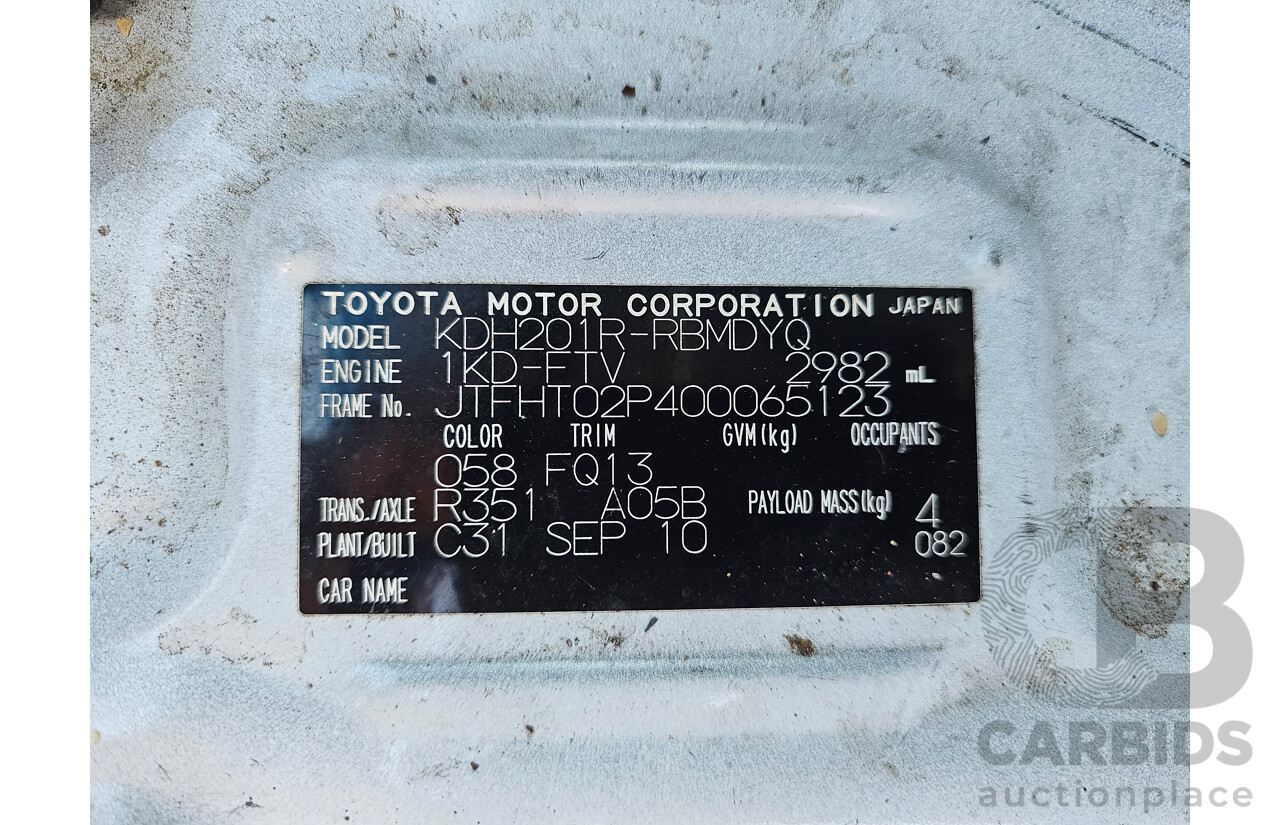 TOYOTA MOTOR CORPORATION JAPAN
MODEL KDH201R-RBMDYQ
ENGINE 1KD-FTV 2982 mL
FRAME No. JTFHT02P400065123
COLOR TRIM GVM(kg) OCCUPANTS
058 FQ13
TRANS./AXLE R351 A05B PAYLOAD MASS(kg) 4
PLANT/BUILT C31 SEP 10 082
CAR NAME
CB
CARBIDS
auctionplace